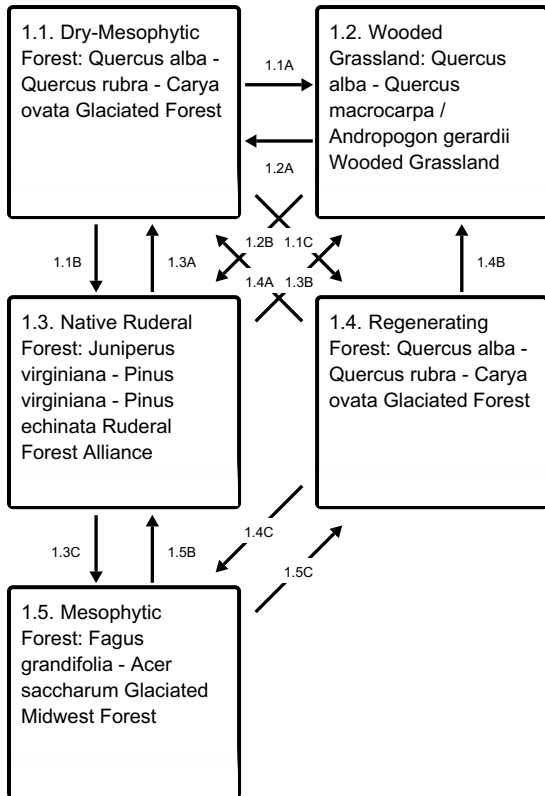 1.1. Dry-Mesophytic
Forest: Quercus alba -
Quercus rubra - Carya
ovata Glaciated Forest
1.1A
1.2A
1.2. Wooded
Grassland: Quercus
alba - Quercus
macrocarpa /
Andropogon gerardii
Wooded Grassland
1.1B
1.3A
1.2B
1.1C
1.4A
1.3B
1.4B
1.3. Native Ruderal
Forest: Juniperus
virginiana - Pinus
virginiana - Pinus
echinata Ruderal
Forest Alliance
1.4. Regenerating
Forest: Quercus alba -
Quercus rubra - Carya
ovata Glaciated Forest
1.3C
1.5B
1.4C
1.5C
1.5. Mesophytic
Forest: Fagus
grandifolia - Acer
saccharum Glaciated
Midwest Forest